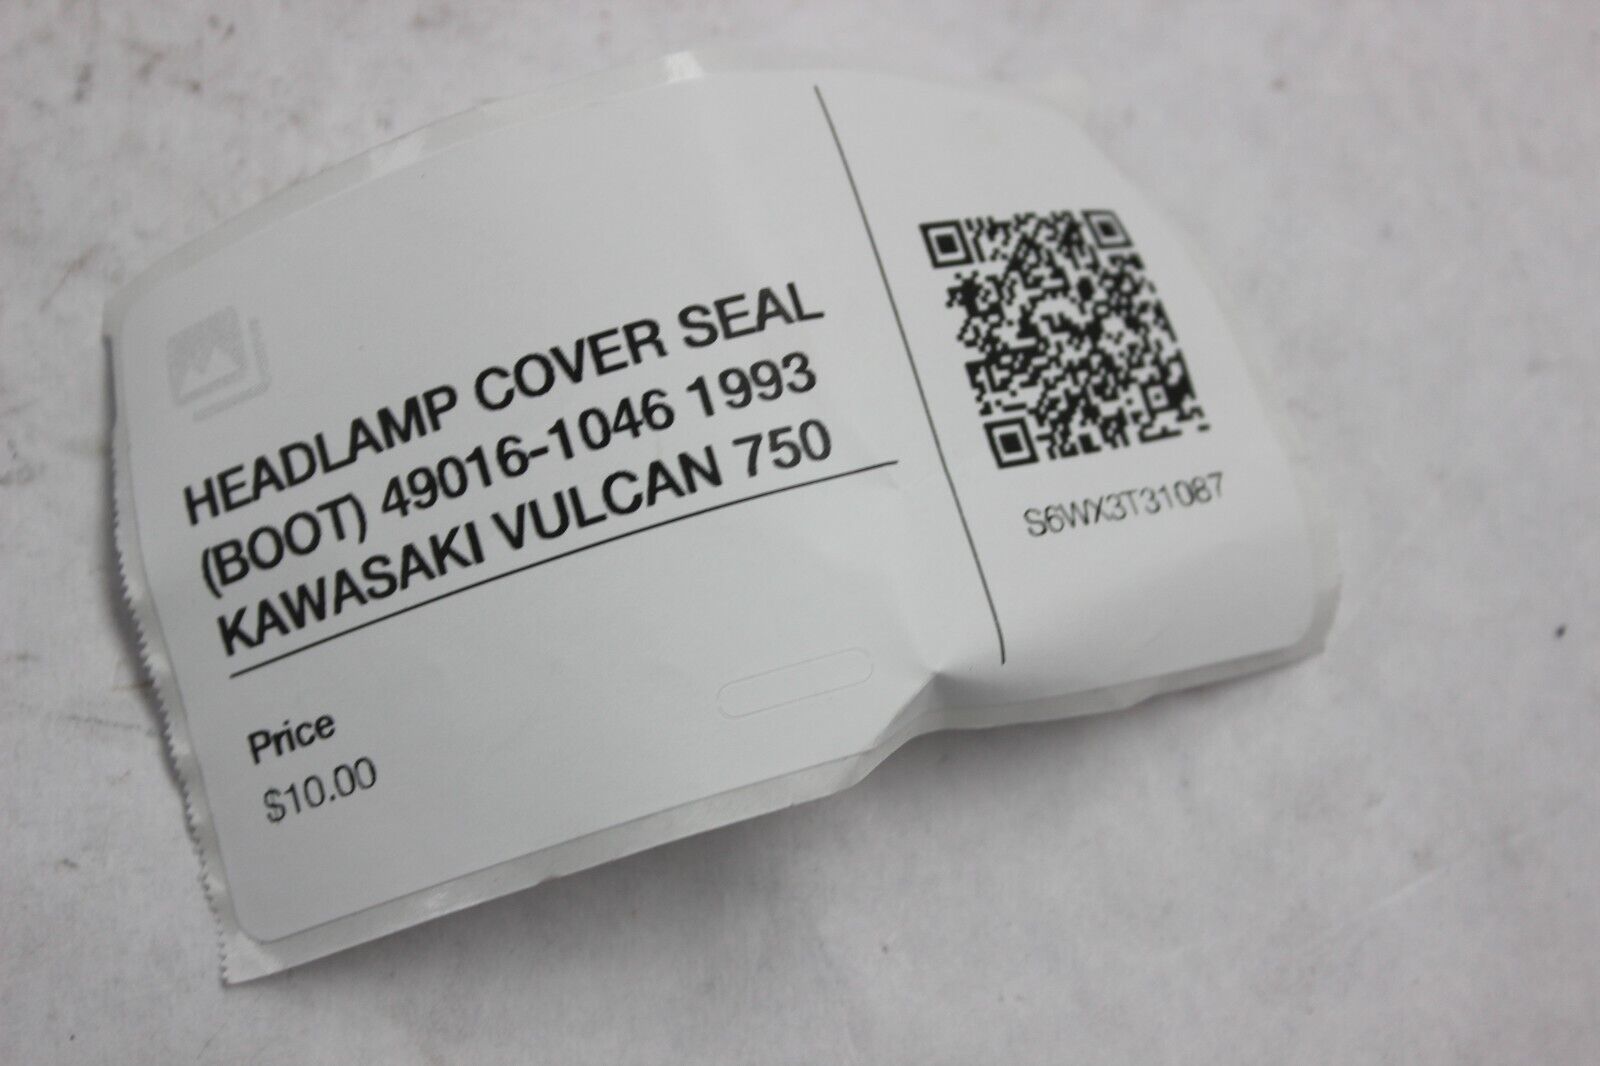 HEADLAMP COVER SEAL
(BOOT) 49016-1046 1993
KAWASAKI VULCAN 750
Price
$10.00
S6WX3T31087